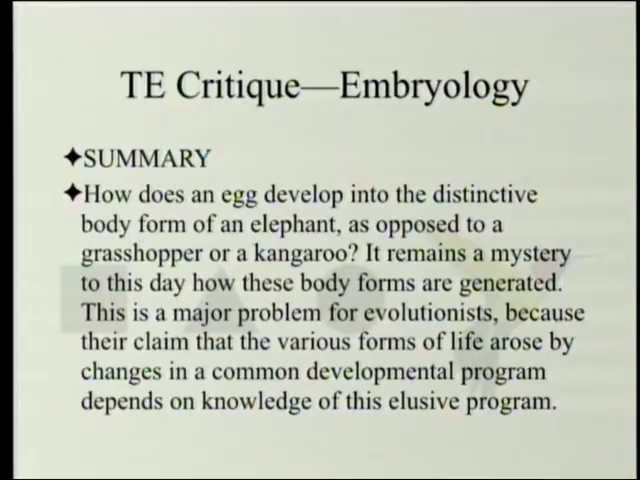 TE Critique—Embryology
✦SUMMARY
✦How does an egg develop into the distinctive
body form of an elephant, as opposed to a
grasshopper or a kangaroo? It remains a mystery
to this day how these body forms are generated.
This is a major problem for evolutionists, because
their claim that the various forms of life arose by
changes in a common developmental program
depends on knowledge of this elusive program.